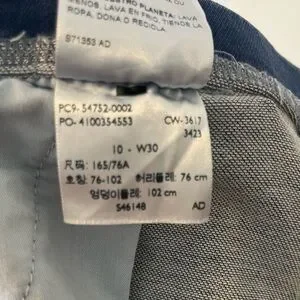 MENOS. LAVA EN FRIO, TIENDE LA
ROPA, DONA O RECICLA.
S71353 AD
PC9- 54752-0002
PO- 4100354553
CW-3617
3423
10 - W30
尺码: 165/76A
호칭: 76-102 허리둘레: 76 cm
엉덩이둘레: 102 cm
S46148 AD